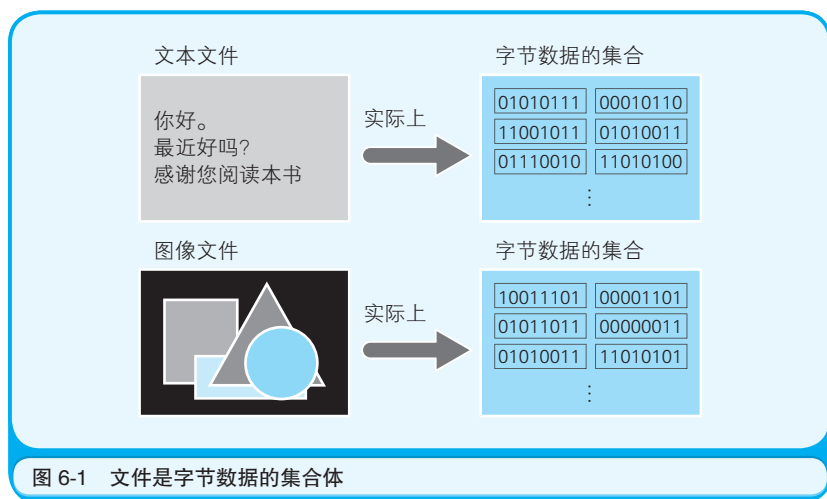 文本文件
你好。
最近好吗?
感谢您阅读本书
实际上
字节数据的集合
01010111 00010110
11001011 01010011
01110010 11010100
⋮
图像文件
实际上
字节数据的集合
10011101 00001101
01011011 00000011
01010011 11010101
⋮
图 6-1 文件是字节数据的集合体